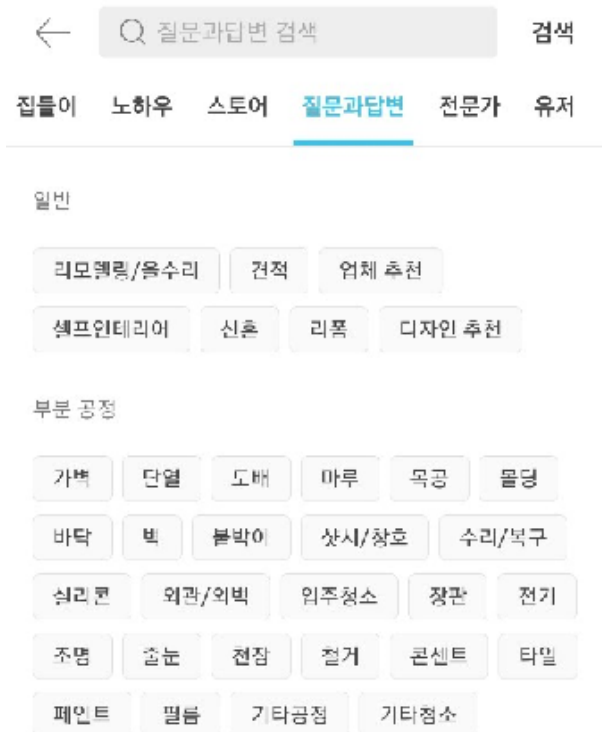 질문과답변 검색 검색
집들이 노하우 스토어 질문과답변 전문가 유저
일반
리모델링/올수리 견적 업체 추천
셀프인테리어 신혼 리폼 디자인 추천
부분 공정
가벽 단열 도배 마루 목공 몰딩
바닥 벽 붙박이 샷시/창호 수리/복구
실리콘 외관/외벽 입주청소 장판 전기
조명 줄눈 천장 철거 콘센트 타일
페인트 필름 기타공정 기타청소